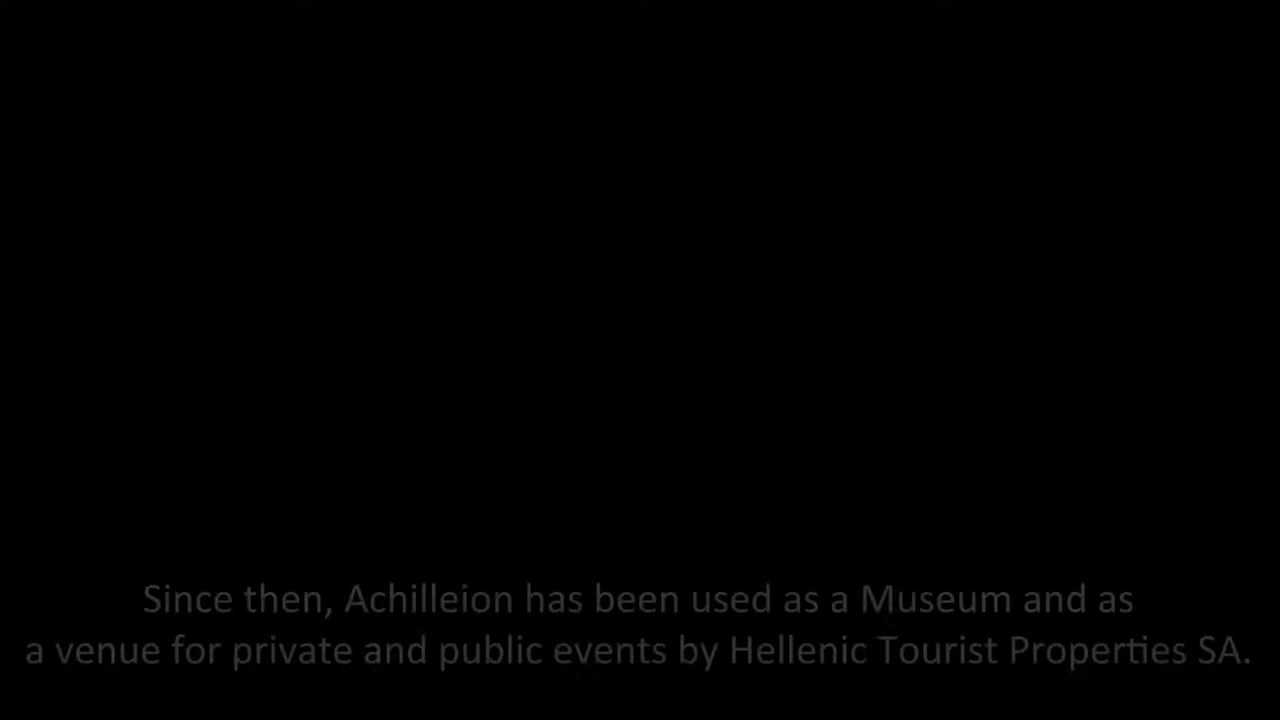 Since then, Achilleion has been used as a Museum and as
a venue for private and public events by Hellenic Tourist Properties SA.